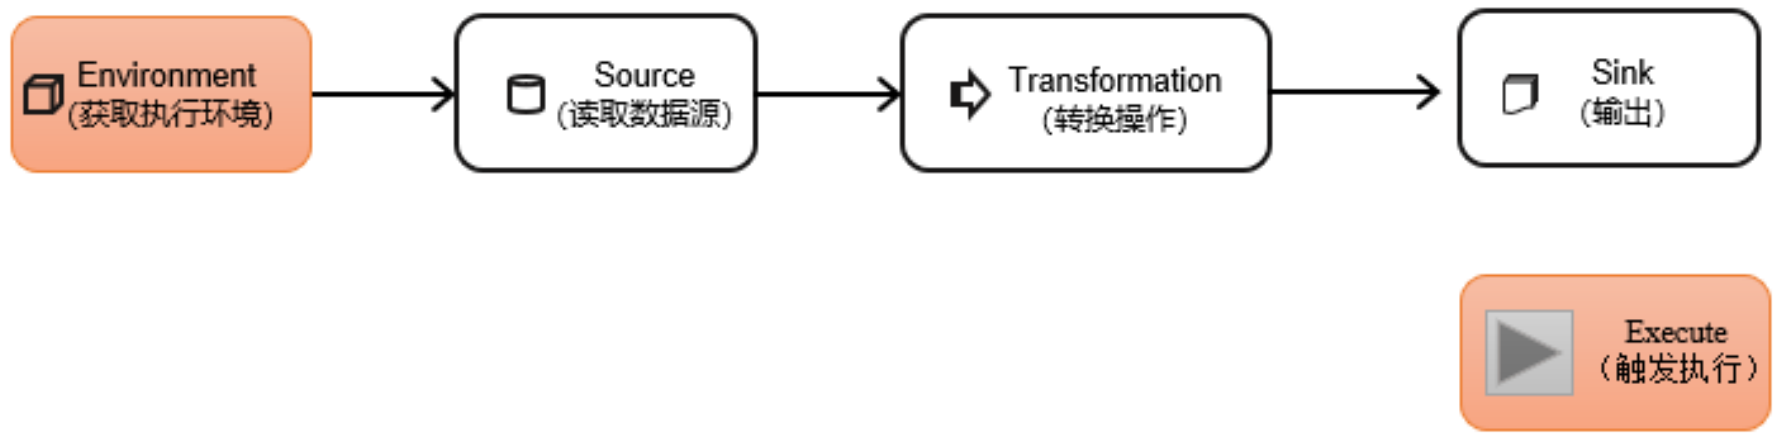 Environment
(获取执行环境)
Source
(读取数据源)
Transformation
(转换操作)
Sink
(输出)
Execute
（触发执行）